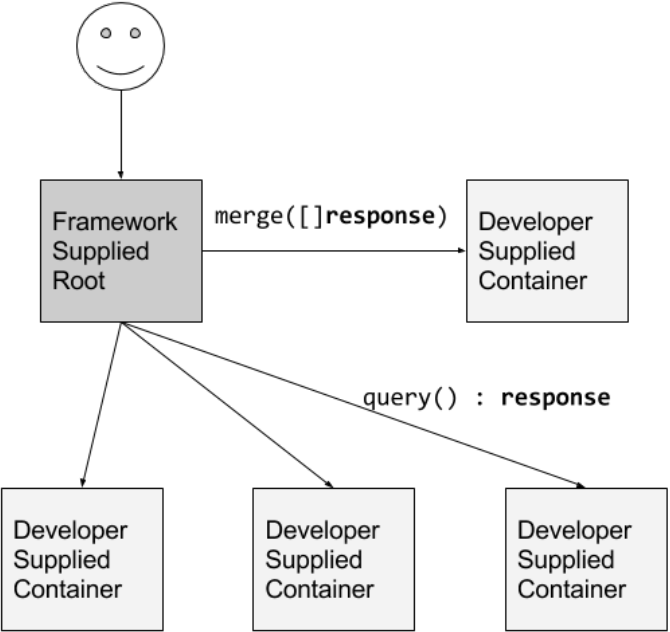 Framework
Supplied
Root
merge([]response)
Developer
Supplied
Container
query() : response
Developer
Supplied
Container
Developer
Supplied
Container
Developer
Supplied
Container